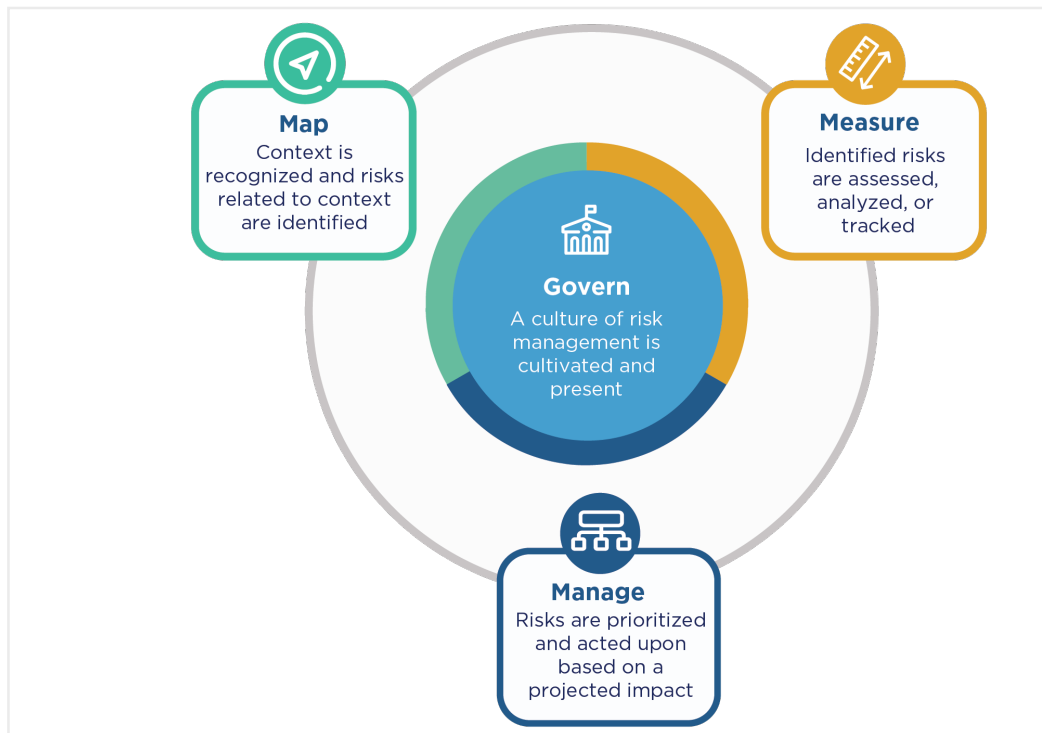 Map
Context is
recognized and risks
related to context
are identified
Measure
Identified risks
are assessed,
analyzed, or
tracked
Govern
A culture of risk
management is
cultivated and
present
Manage
Risks are prioritized
and acted upon
based on a
projected impact